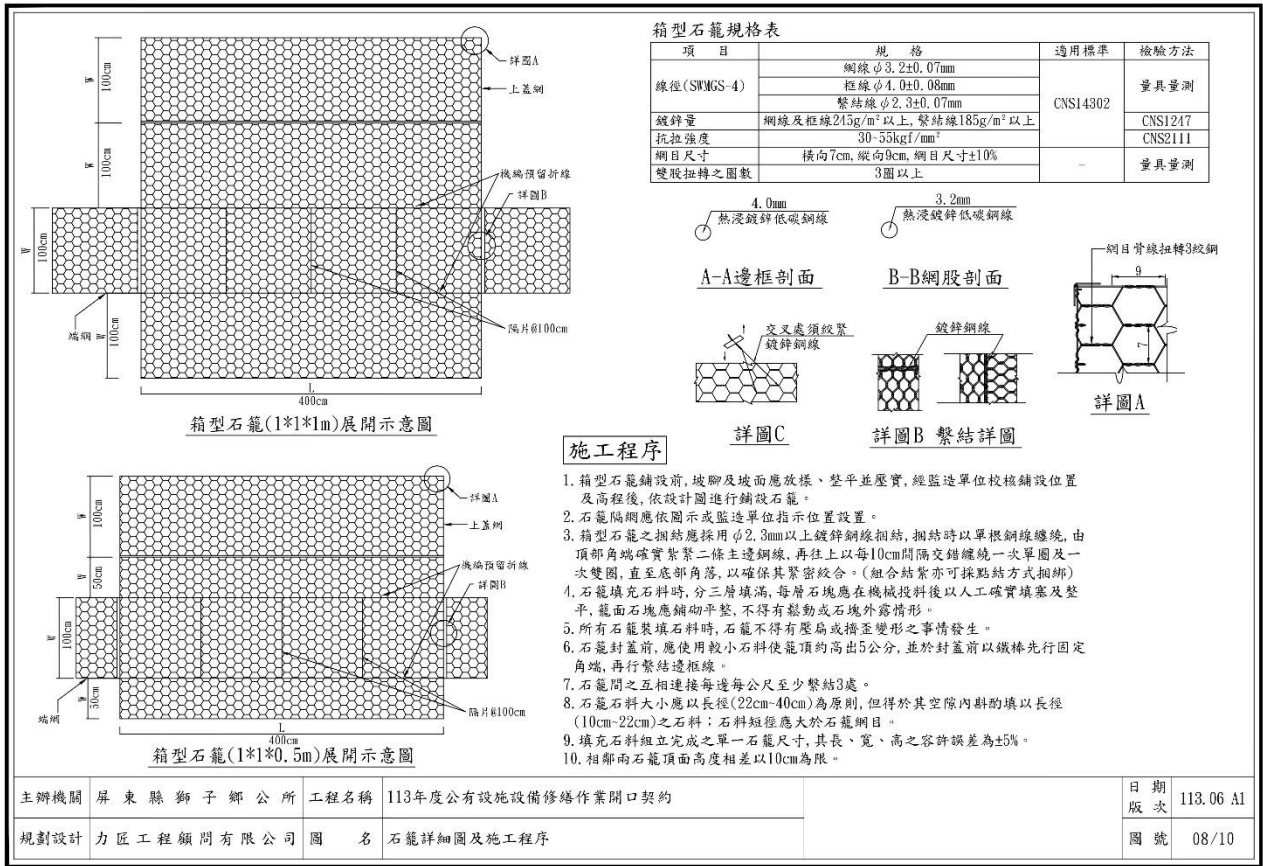 詳圖A
上蓋網
W
100cm
W
100cm
機編預留折線
詳圖B
W
100cm
端網
W
100cm
隔片@100cm
L
400cm
箱型石籠(1*1*1m)展開示意圖
詳圖A
上蓋網
W
100cm
W
50cm
機編預留折線
詳圖B
W
100cm
端網
W
50cm
隔片@100cm
L
400cm
箱型石籠(1*1*0.5m)展開示意圖
箱型石籠規格表
項 目 規 格 適用標準 檢驗方法
線徑(SWMGS-4) 網線φ3.2±0.07mm CNS14302 量具量測
框線φ4.0±0.08mm
繫結線φ2.3±0.07mm
鍍鋅量 網線及框線245g/m²以上,繫結線185g/m²以上 CNS1247
抗拉強度 30-55kgf/mm² CNS2111
網目尺寸 橫向7cm,縱向9cm,網目尺寸±10% - 量具量測
雙股扭轉之圈數 3圈以上
4.0mm
熱浸鍍鋅低碳鋼線
A-A邊框剖面
3.2mm
熱浸鍍鋅低碳鋼線
B-B網股剖面
網目骨線扭轉3絞鋼
9
7
詳圖A
交叉處須絞緊
鍍鋅鋼線
詳圖C
鍍鋅鋼線
詳圖B 繫結詳圖
施工程序
1. 箱型石籠鋪設前,坡腳及坡面應放樣、整平並壓實,經監造單位校核鋪設位置
及高程後,依設計圖進行鋪設石籠。
2. 石籠隔網應依圖示或監造單位指示位置設置。
3. 箱型石籠之捆結應採用φ2.3mm以上鍍鋅鋼線捆結,捆結時以單根鋼線纏繞,由
頂部角端確實紮緊二條主邊鋼線,再往上以每10cm間隔交錯纏繞一次單圈及一
次雙圈,直至底部角落,以確保其緊密絞合。(組合結紮亦可採點結方式捆綁)
4. 石籠填充石料時,分三層填滿,每層石塊應在機械投料後以人工確實填塞及整
平,籠面石塊應鋪砌平整,不得有鬆動或石塊外露情形。
5. 所有石籠裝填石料時,石籠不得有壓扁或擠歪變形之事情發生。
6. 石籠封蓋前,應使用較小石料使籠頂約高出5公分,並於封蓋前以鐵棒先行固定
角端,再行繫結邊框線。
7. 石籠間之互相連接每邊每公尺至少繫結3處。
8. 石籠石料大小應以長徑(22cm~40cm)為原則,但得於其空隙內斟酌填以長徑
(10cm~22cm)之石料；石料短徑應大於石籠網目。
9. 填充石料組立完成之單一石籠尺寸,其長、寬、高之容許誤差為±5%。
10. 相鄰兩石籠頂面高度相差以10cm為限。
主辦機關 屏東縣獅子鄉公所 工程名稱 113年度公有設施設備修繕作業開口契約 日期版次 113.06 A1
規劃設計 力匠工程顧問有限公司 圖名 石籠詳細圖及施工程序 圖號 08/10